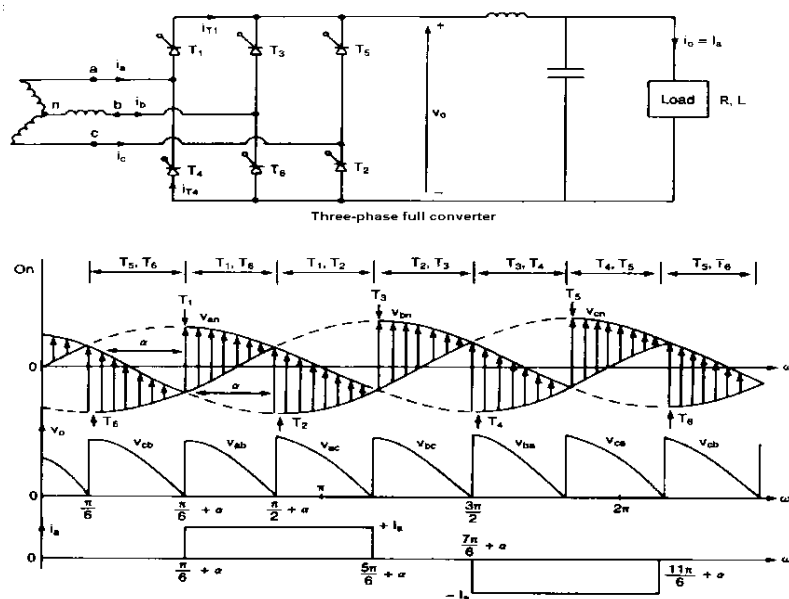 i_T1
T₁
T₃
T₅
a
i_a
n
b
i_b
c
i_c
T₄
T₆
T₂
i_T4
+
v_o
−
i_o = I_a
Load
R, L
Three-phase full converter
On
T₅, T₆
T₁, T₆
T₁, T₂
T₂, T₃
T₃, T₄
T₄, T₅
T₅, T₆
T₁
T₃
T₅
v_an
v_bn
v_cn
α
α
0
T₂
T₄
T₆
v_o
v_cb
v_ab
v_ac
v_bc
v_ba
v_ca
v_cb
0
π/6
π/6 + α
π/2 + α
π
3π/2
2π
i_a
+ I_a
0
π/6 + α
5π/6 + α
7π/6 + α
11π/6 + α
− I_a